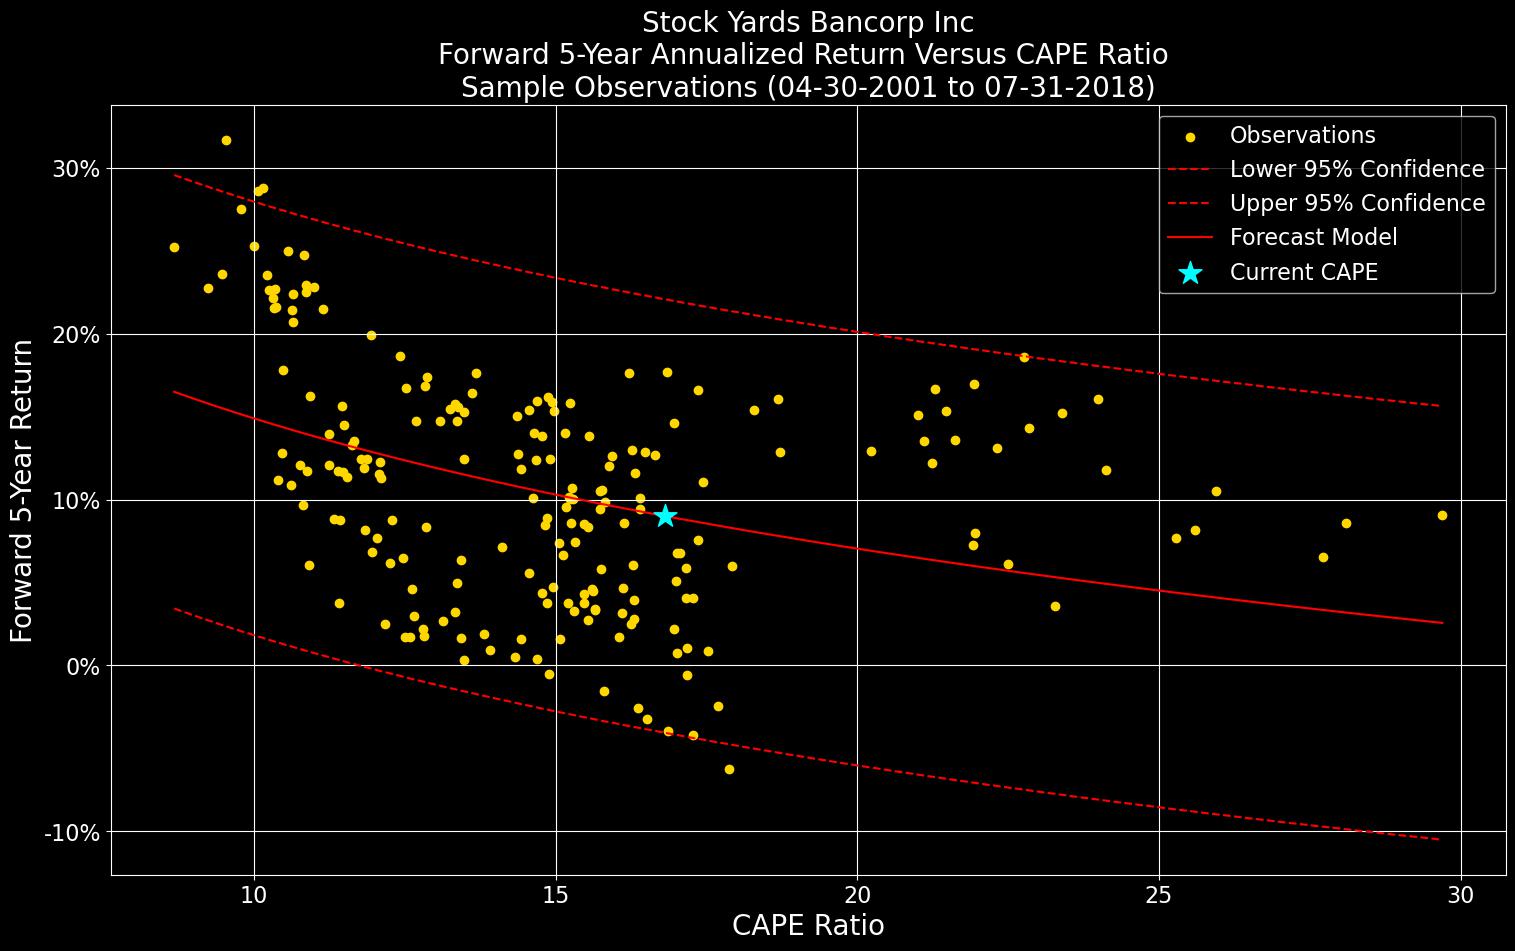 Stock Yards Bancorp Inc
Forward 5-Year Annualized Return Versus CAPE Ratio
Sample Observations (04-30-2001 to 07-31-2018)
Observations
Lower 95% Confidence
Upper 95% Confidence
Forecast Model
Current CAPE
Forward 5-Year Return
30%
20%
10%
0%
-10%
10 15 20 25 30
CAPE Ratio